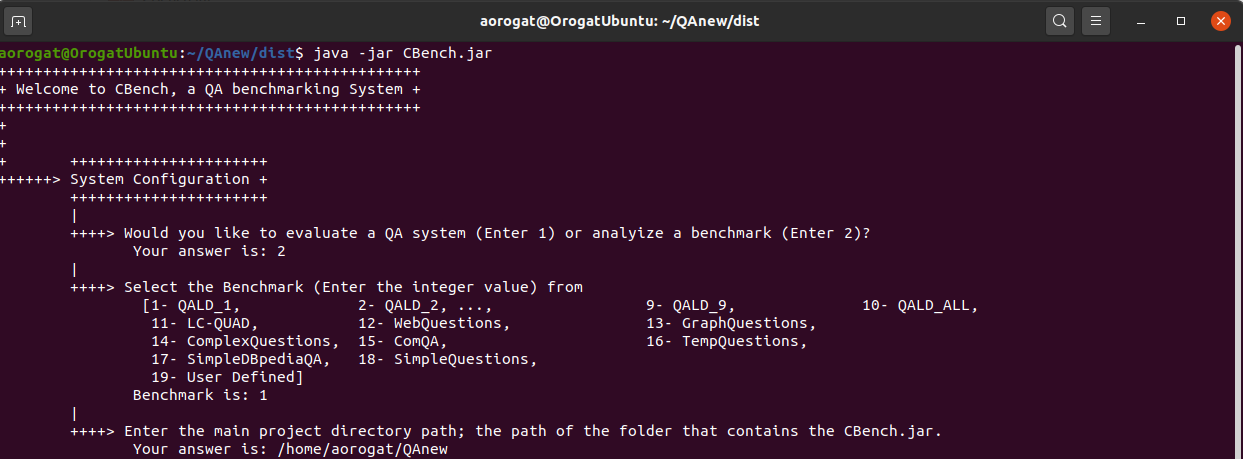 aorogat@OrogatUbuntu: ~/QAnew/dist
aorogat@OrogatUbuntu:~/QAnew/dist$ java -jar CBench.jar
+++++++++++++++++++++++++++++++++++++++++++++++
+ Welcome to CBench, a QA benchmarking System +
+++++++++++++++++++++++++++++++++++++++++++++++
+
+
+ ++++++++++++++++++++++
++++++> System Configuration +
++++++++++++++++++++++
|
++++> Would you like to evaluate a QA system (Enter 1) or analyize a benchmark (Enter 2)?
Your answer is: 2
|
++++> Select the Benchmark (Enter the integer value) from
[1- QALD_1, 2- QALD_2, ..., 9- QALD_9, 10- QALD_ALL,
11- LC-QUAD, 12- WebQuestions, 13- GraphQuestions,
14- ComplexQuestions, 15- ComQA, 16- TempQuestions,
17- SimpleDBpediaQA, 18- SimpleQuestions,
19- User Defined]
Benchmark is: 1
|
++++> Enter the main project directory path; the path of the folder that contains the CBench.jar.
Your answer is: /home/aorogat/QAnew